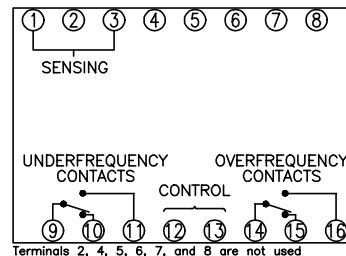 1 2 3 4 5 6 7 8
SENSING
UNDERFREQUENCY CONTACTS
OVERFREQUENCY CONTACTS
CONTROL
9 10 11 12 13 14 15 16
Terminals 2, 4, 5, 6, 7, and 8 are not used